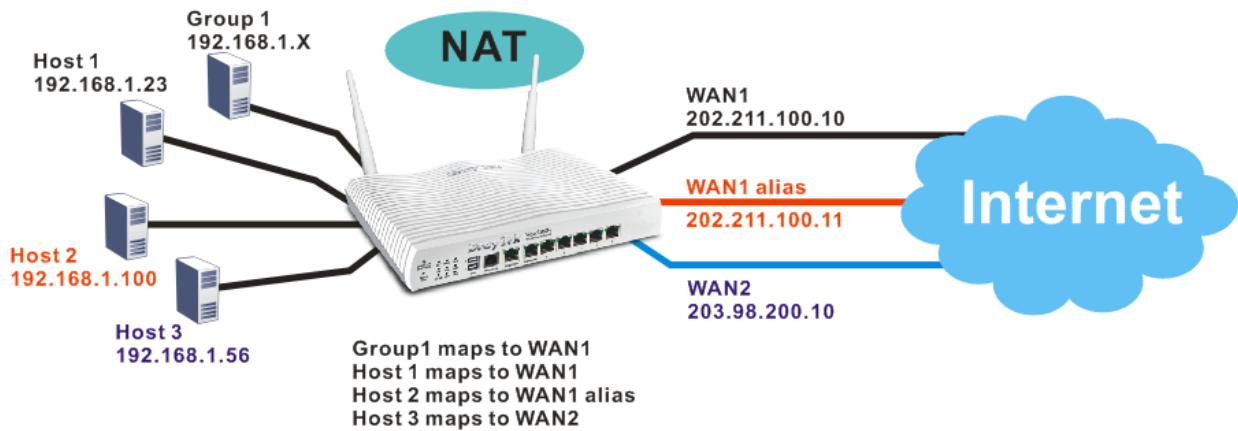 NAT
Group 1
192.168.1.X
Host 1
192.168.1.23
Host 2
192.168.1.100
Host 3
192.168.1.56
WAN1
202.211.100.10
WAN1 alias
202.211.100.11
WAN2
203.98.200.10
Internet
Group1 maps to WAN1
Host 1 maps to WAN1
Host 2 maps to WAN1 alias
Host 3 maps to WAN2